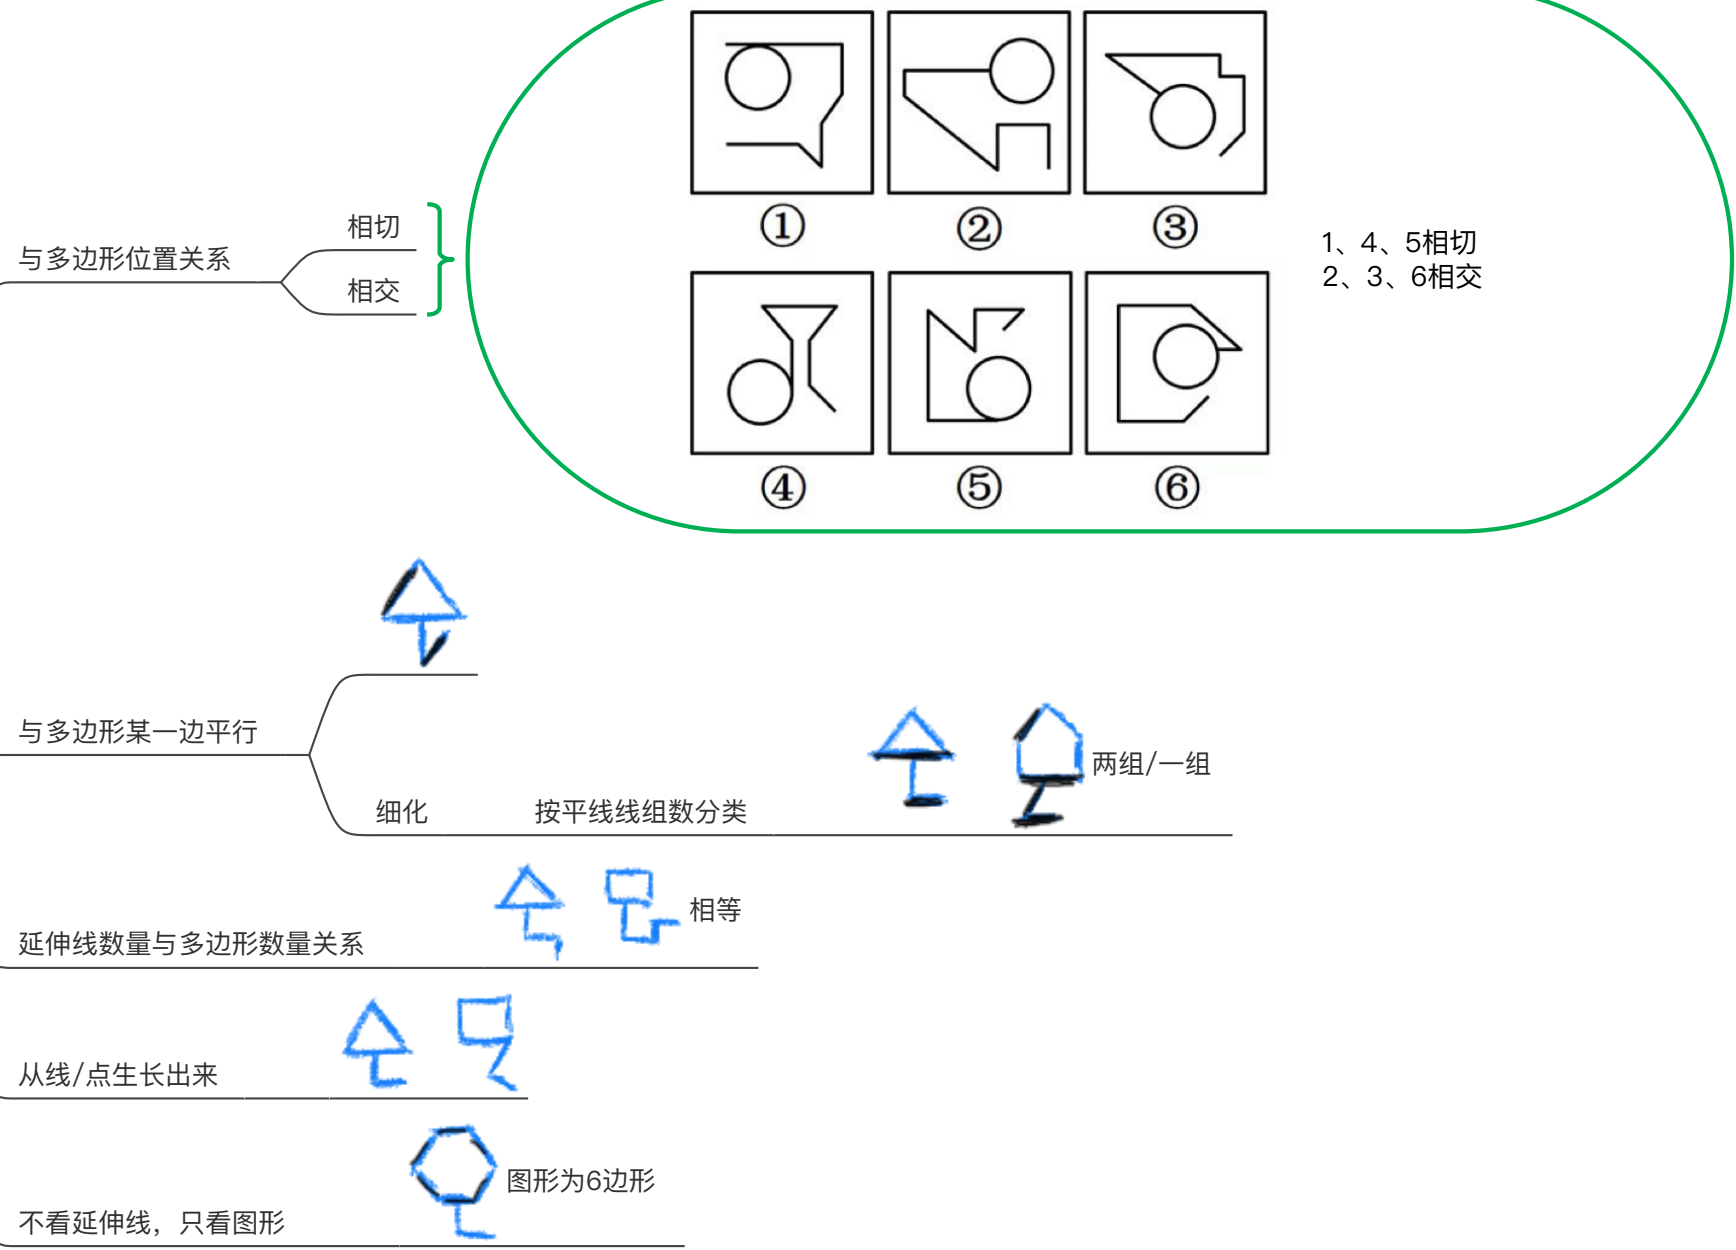 与多边形位置关系
相切
相交
①
②
③
④
⑤
⑥
1、4、5相切
2、3、6相交
与多边形某一边平行
细化
按平线线组数分类
两组/一组
延伸线数量与多边形数量关系
相等
从线/点生长出来
不看延伸线，只看图形
图形为6边形